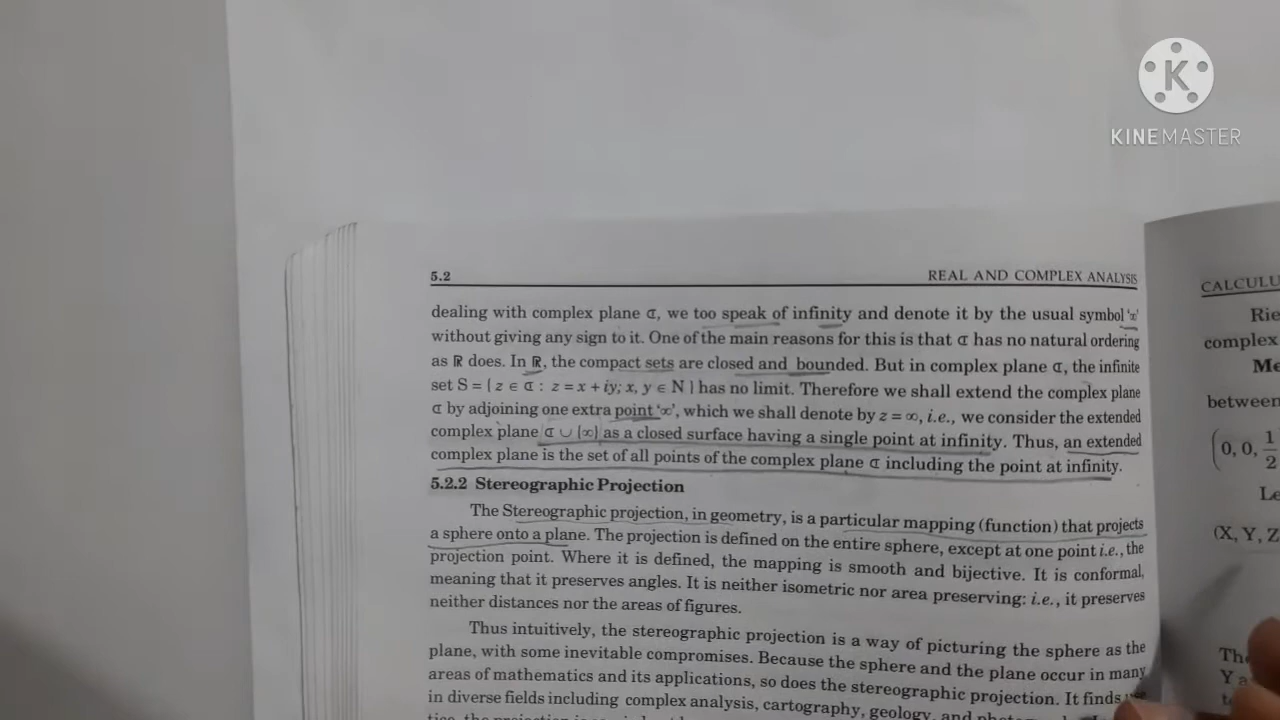 K
KINEMASTER
5.2 REAL AND COMPLEX ANALYSIS
dealing with complex plane ℂ, we too speak of infinity and denote it by the usual symbol '∞'
without giving any sign to it. One of the main reasons for this is that ℂ has no natural ordering
as ℝ does. In ℝ, the compact sets are closed and bounded. But in complex plane ℂ, the infinite
set S = { z ∈ ℂ : z = x + iy; x, y ∈ N } has no limit. Therefore we shall extend the complex plane
ℂ by adjoining one extra point '∞', which we shall denote by z = ∞, i.e., we consider the extended
complex plane ℂ ∪ {∞} as a closed surface having a single point at infinity. Thus, an extended
complex plane is the set of all points of the complex plane ℂ including the point at infinity.
5.2.2 Stereographic Projection
The Stereographic projection, in geometry, is a particular mapping (function) that projects
a sphere onto a plane. The projection is defined on the entire sphere, except at one point i.e., the
projection point. Where it is defined, the mapping is smooth and bijective. It is conformal,
meaning that it preserves angles. It is neither isometric nor area preserving: i.e., it preserves
neither distances nor the areas of figures.
Thus intuitively, the stereographic projection is a way of picturing the sphere as the
plane, with some inevitable compromises. Because the sphere and the plane occur in many
areas of mathematics and its applications, so does the stereographic projection. It finds
in diverse fields including complex analysis, cartography, geology, and
CALCULU
Rie
complex
Me
between
(0, 0, 1/2
Le
(X, Y, Z
Y a